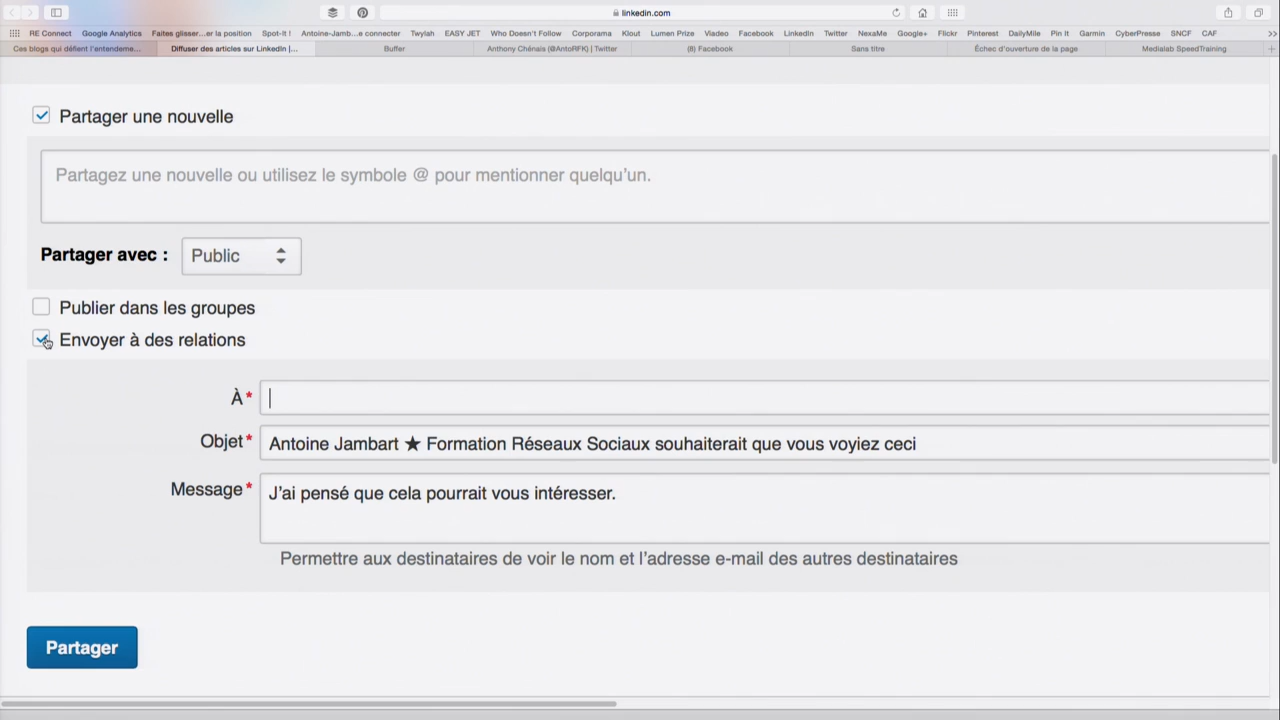 linkedin.com
RE Connect Google Analytics Faites glisser...er la position Spot-It ! Antoine-Jamb...e connecter Twylah EASY JET Who Doesn't Follow Corporama Klout Lumen Prize Viadeo Facebook LinkedIn Twitter NexaMe Google+ Flickr Pinterest DailyMile Pin It Garmin CyberPresse SNCF CAF >>
Ces blogs qui défient l'entendeme... Diffuser des articles sur LinkedIn |... Buffer Anthony Chénais (@AntoRFK) | Twitter (8) Facebook Sans titre Échec d'ouverture de la page Medialab SpeedTraining +
Partager une nouvelle
Partagez une nouvelle ou utilisez le symbole @ pour mentionner quelqu'un.
Partager avec : Public
Publier dans les groupes
Envoyer à des relations
À*
Objet* Antoine Jambart ★ Formation Réseaux Sociaux souhaiterait que vous voyiez ceci
Message* J'ai pensé que cela pourrait vous intéresser.
Permettre aux destinataires de voir le nom et l'adresse e-mail des autres destinataires
Partager